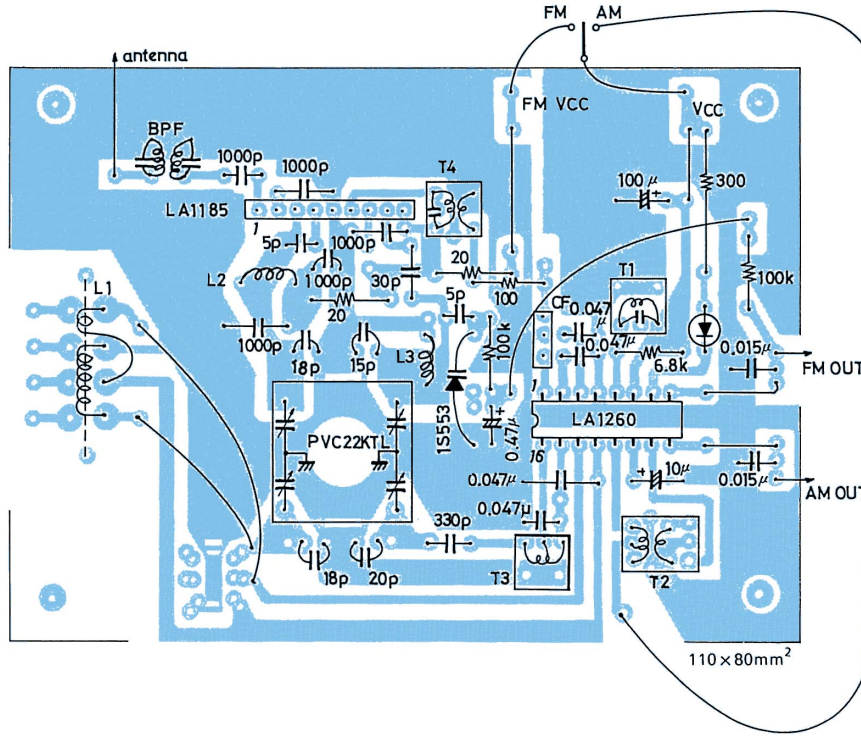 FM AM
antenna
FM VCC
VCC
BPF
1000p
1000p
T4
100μ
+
300
LA1185
1
5p
1000p
L2
1000p
30p
20
100
T1
100k
L1
20
5p
CF
0.047μ
0.047μ
1000p
18p
15p
L3
100k
6.8k
0.015μ
FM OUT
1S553
PVC22KTL
+
0.47μ
1
LA1260
16
0.047μ
+
10μ
0.015μ
AM OUT
0.047μ
330p
18p
20p
T3
T2
110×80mm²